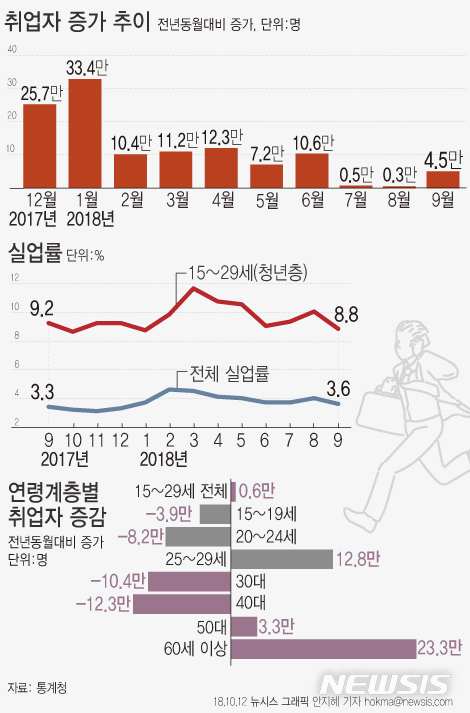 취업자 증가 추이 전년동월대비 증가, 단위:명
40
30
20
10
25.7만
33.4만
10.4만
11.2만
12.3만
7.2만
10.6만
0.5만
0.3만
4.5만
12월 1월 2월 3월 4월 5월 6월 7월 8월 9월
2017년 2018년
실업률 단위:%
12
10
8
6
4
2
15~29세(청년층)
9.2
8.8
전체 실업률
3.3
3.6
9 10 11 12 1 2 3 4 5 6 7 8 9
2017년 2018년
연령계층별
취업자 증감
전년동월대비 증가
단위:명
15~29세 전체 0.6만
-3.9만 15~19세
-8.2만 20~24세
25~29세 12.8만
-10.4만 30대
-12.3만 40대
50대 3.3만
60세 이상 23.3만
NEWSIS
자료: 통계청
18.10.12 뉴시스 그래픽 안지혜 기자 hokma@newsis.com